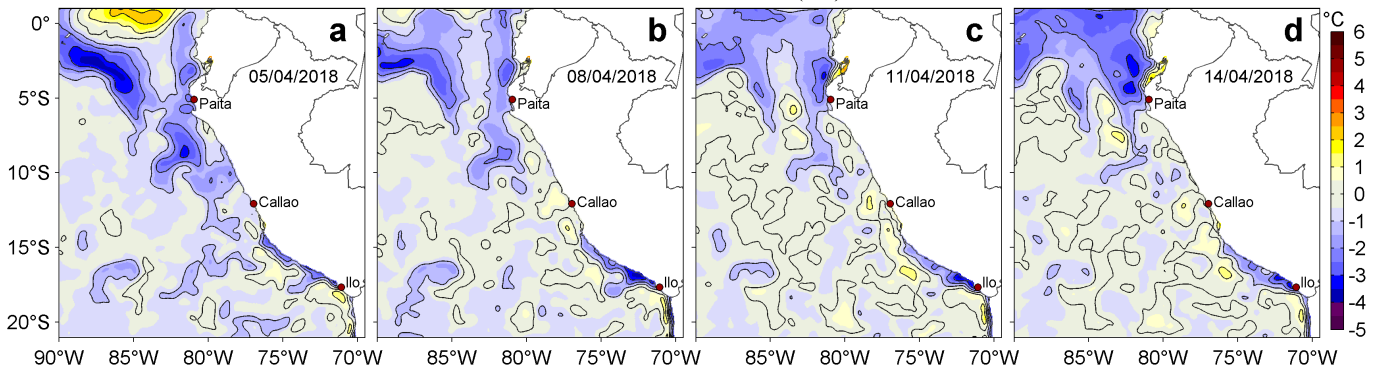 a
b
c
d
°C
0°
5°S
10°S
15°S
20°S
05/04/2018
08/04/2018
11/04/2018
14/04/2018
Paita
Callao
Ilo
Paita
Callao
Ilo
Paita
Callao
Ilo
Paita
Callao
Ilo
90°W 85°W 80°W 75°W 70°W
85°W 80°W 75°W 70°W
85°W 80°W 75°W 70°W
85°W 80°W 75°W 70°W
6
5
4
3
2
1
0
-1
-2
-3
-4
-5